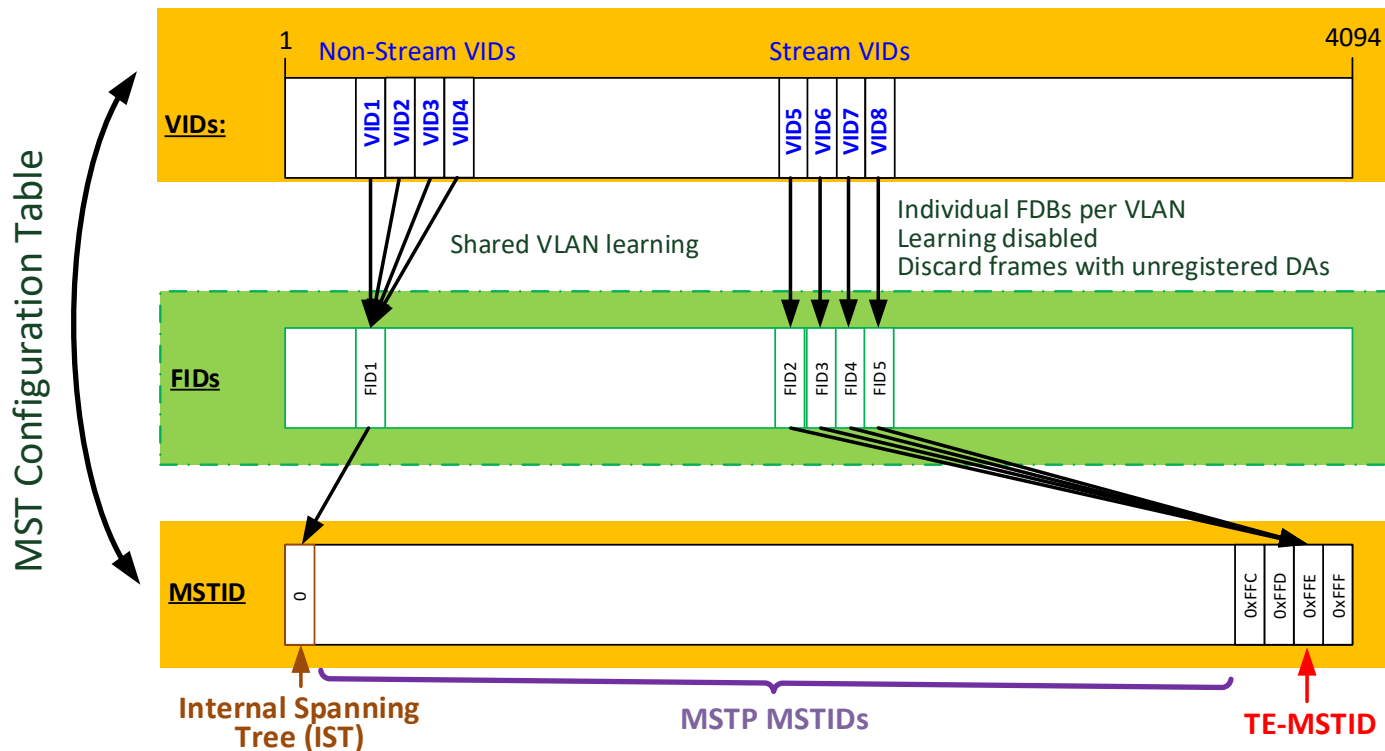 1
Non-Stream VIDs
Stream VIDs
4094
VIDs:
VID1
VID2
VID3
VID4
VID5
VID6
VID7
VID8
MST Configuration Table
Shared VLAN learning
Individual FDBs per VLAN
Learning disabled
Discard frames with unregistered DAs
FIDs
FID1
FID2
FID3
FID4
FID5
MSTID
0
0xFFC
0xFFD
0xFFE
0xFFF
Internal Spanning
Tree (IST)
MSTP MSTIDs
TE-MSTID